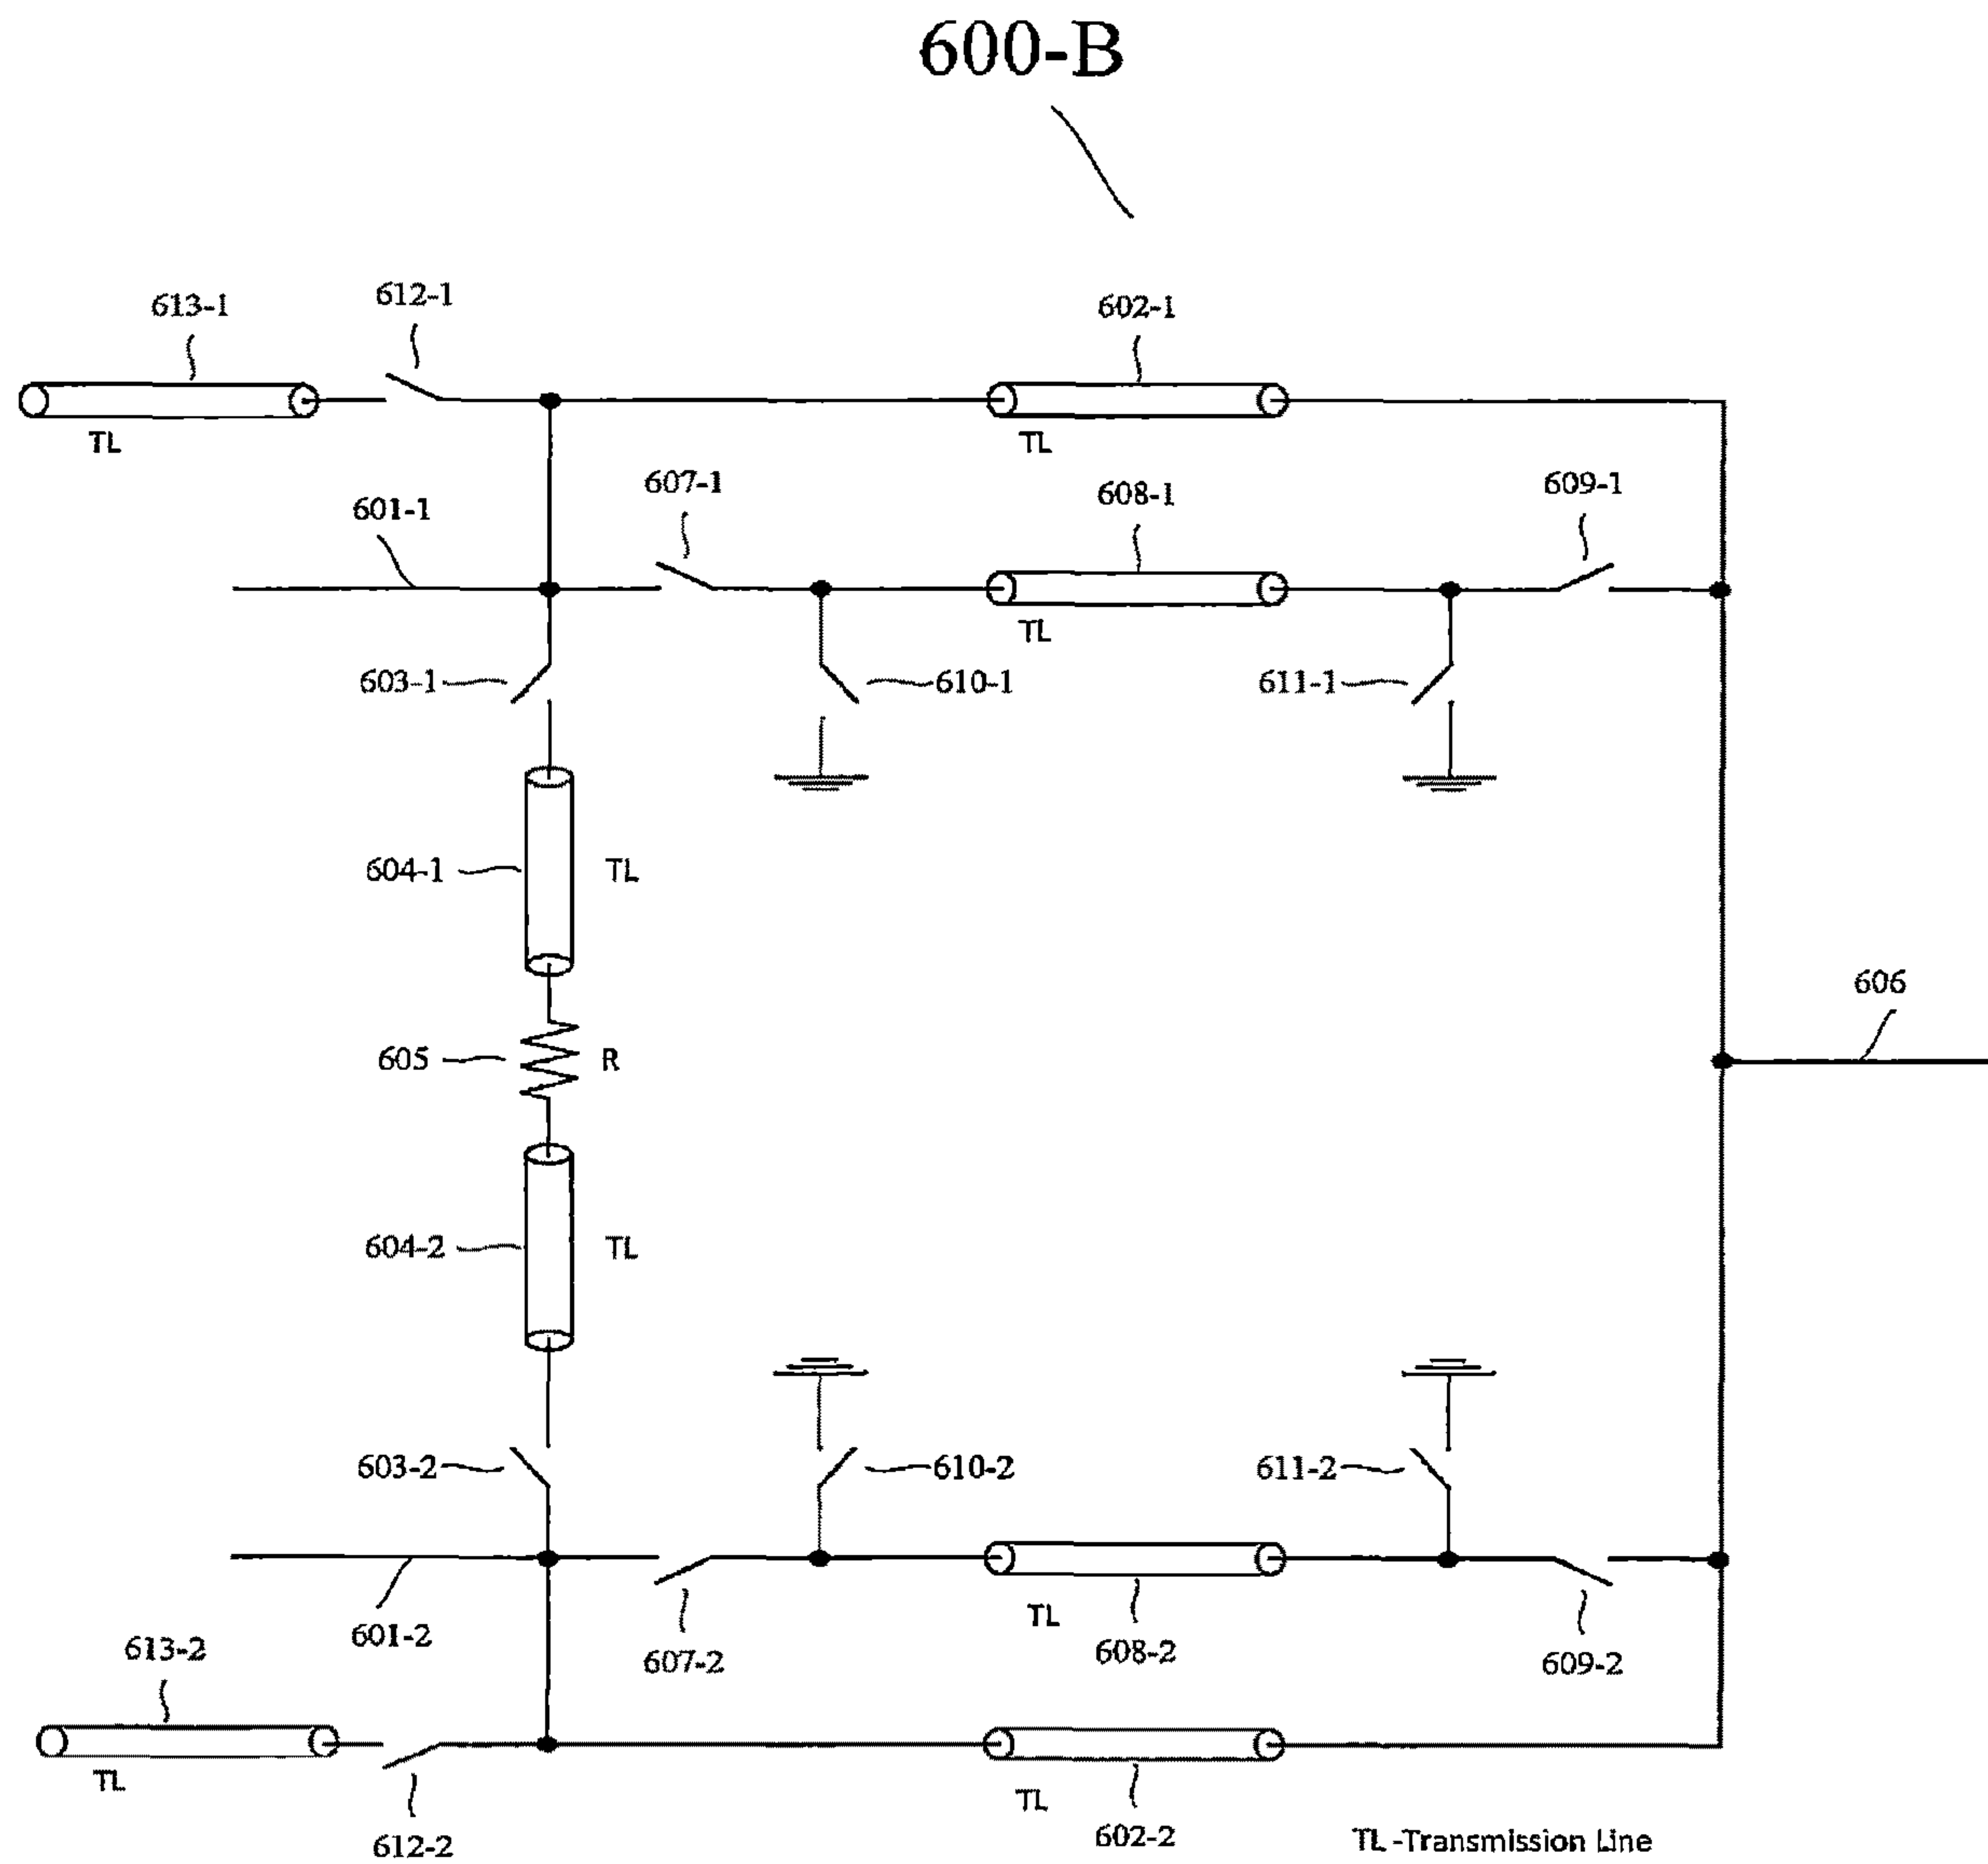 600-B
612-1
613-1
602-1
TL
TL
607-1
609-1
601-1
608-1
TL
603-1
610-1
611-1
604-1
TL
606
605
R
604-2
TL
603-2
610-2
611-2
601-2
TL
613-2
607-2
608-2
609-2
TL
TL
612-2
602-2
TL-Transmission Line